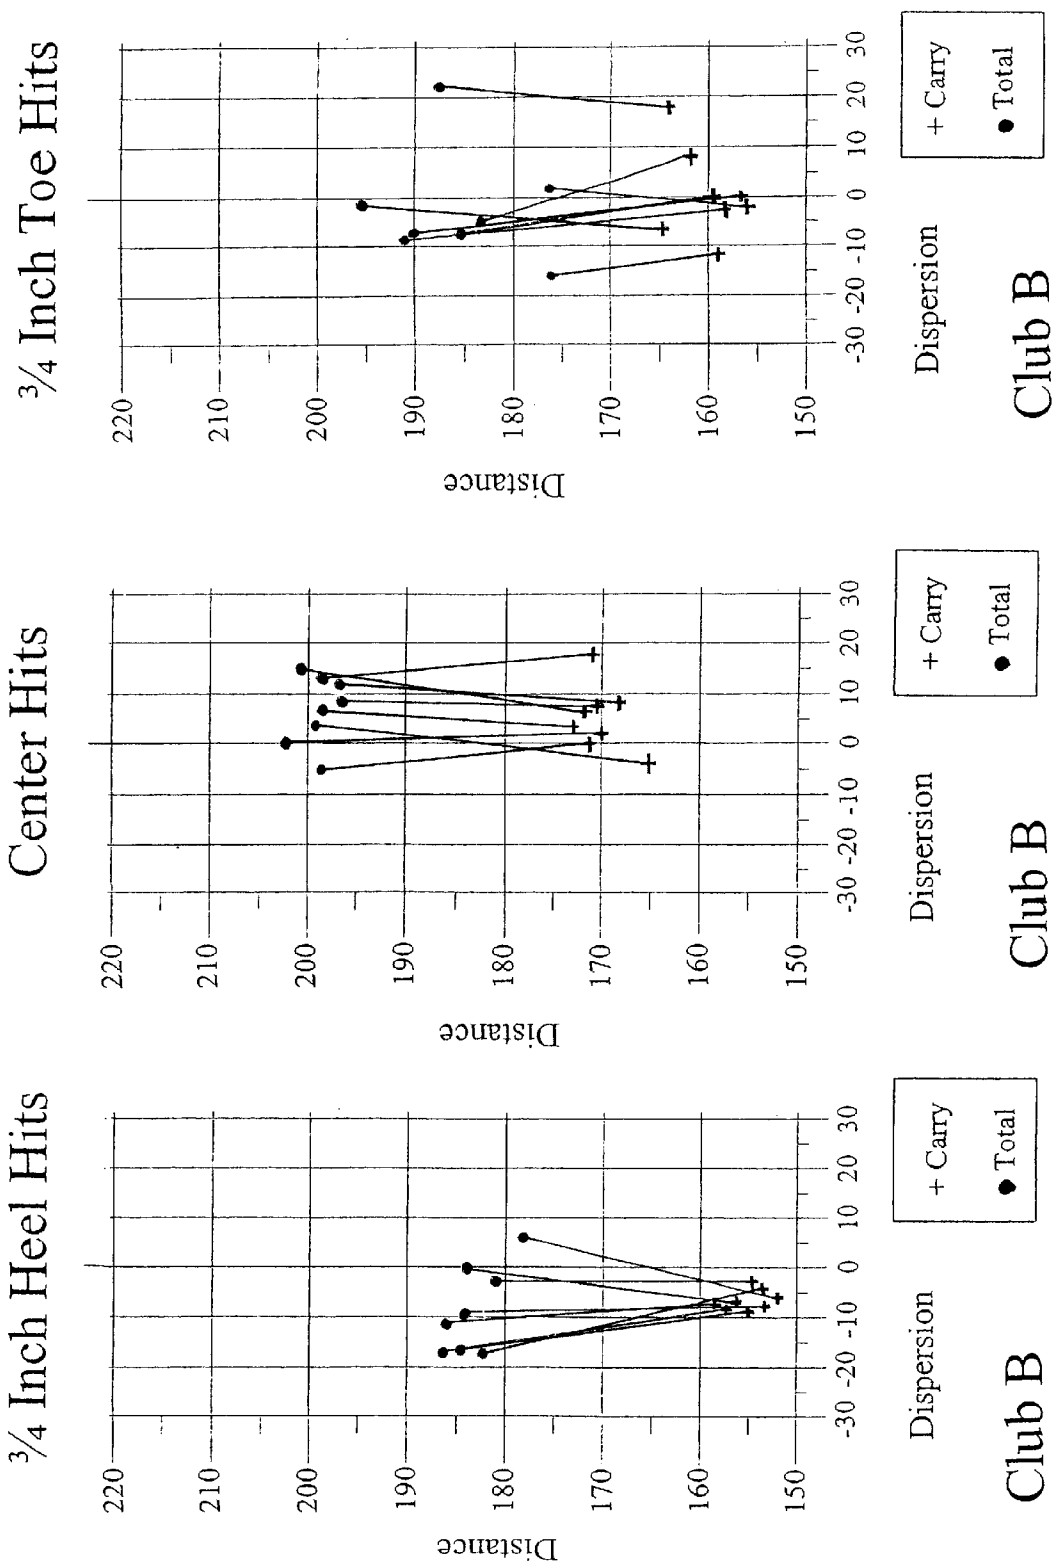 ¾ Inch Heel Hits
Distance
220
210
200
190
180
170
160
150
-30 -20 -10 0 10 20 30
Dispersion
+ Carry
● Total
Club B
Center Hits
Distance
220
210
200
190
180
170
160
150
-30 -20 -10 0 10 20 30
Dispersion
+ Carry
● Total
Club B
¾ Inch Toe Hits
Distance
220
210
200
190
180
170
160
150
-30 -20 -10 0 10 20 30
Dispersion
+ Carry
● Total
Club B